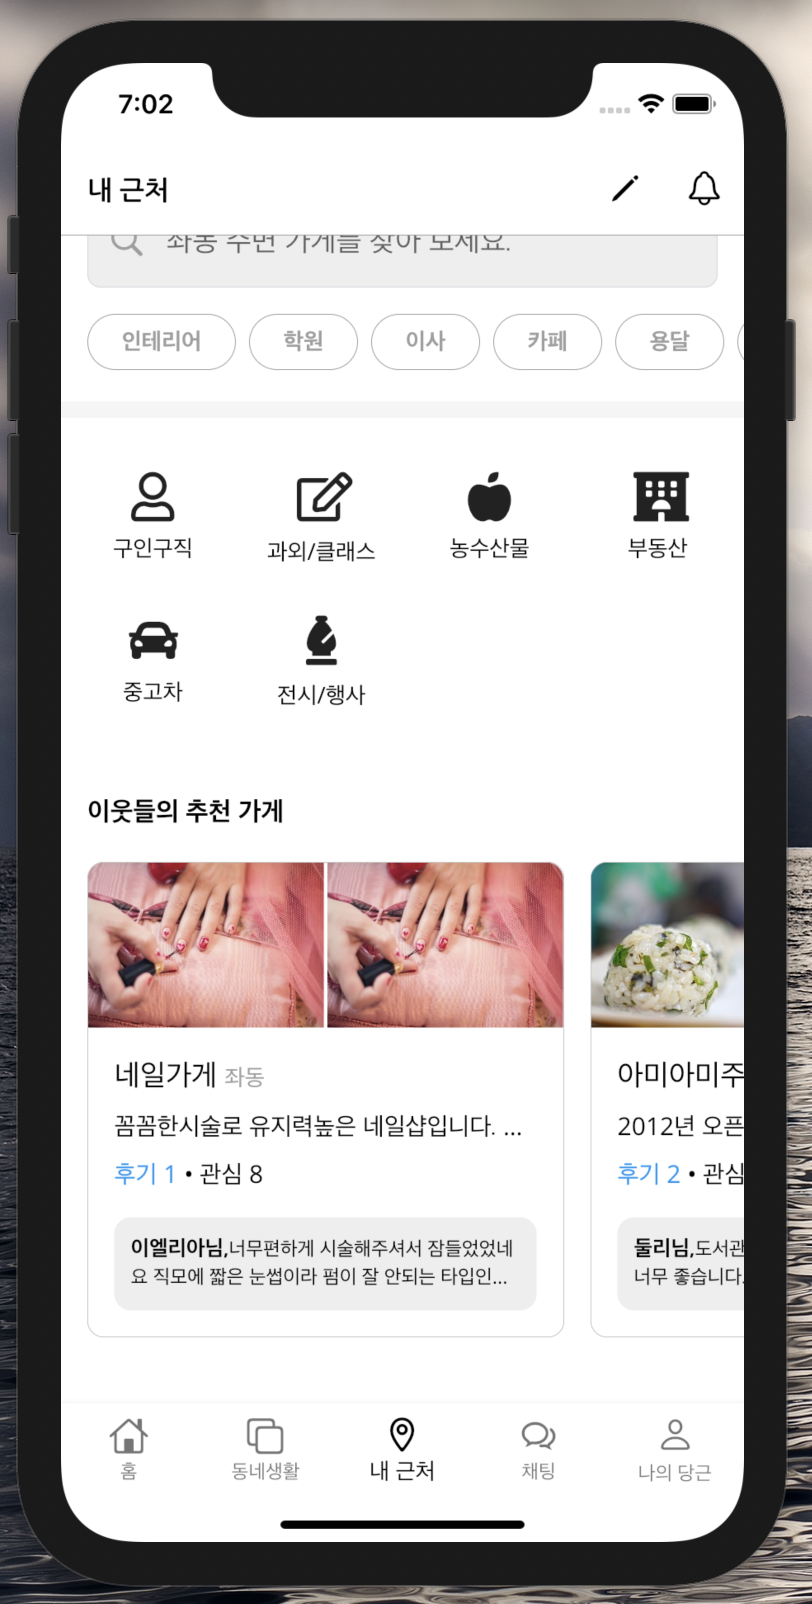 7:02
내 근처
좌동 주변 가게를 찾아 보세요.
인테리어 학원 이사 카페 용달
구인구직 과외/클래스 농수산물 부동산
중고차 전시/행사
이웃들의 추천 가게
네일가게 좌동
꼼꼼한시술로 유지력높은 네일샵입니다. ...
후기 1 • 관심 8
이엘리아님,너무편하게 시술해주셔서 잠들었었네
요 직모에 짧은 눈썹이라 펌이 잘 안되는 타입인...
아미아미주
2012년 오픈
후기 2 • 관심
둘리님,도서관
너무 좋습니다.
홈 동네생활 내 근처 채팅 나의 당근